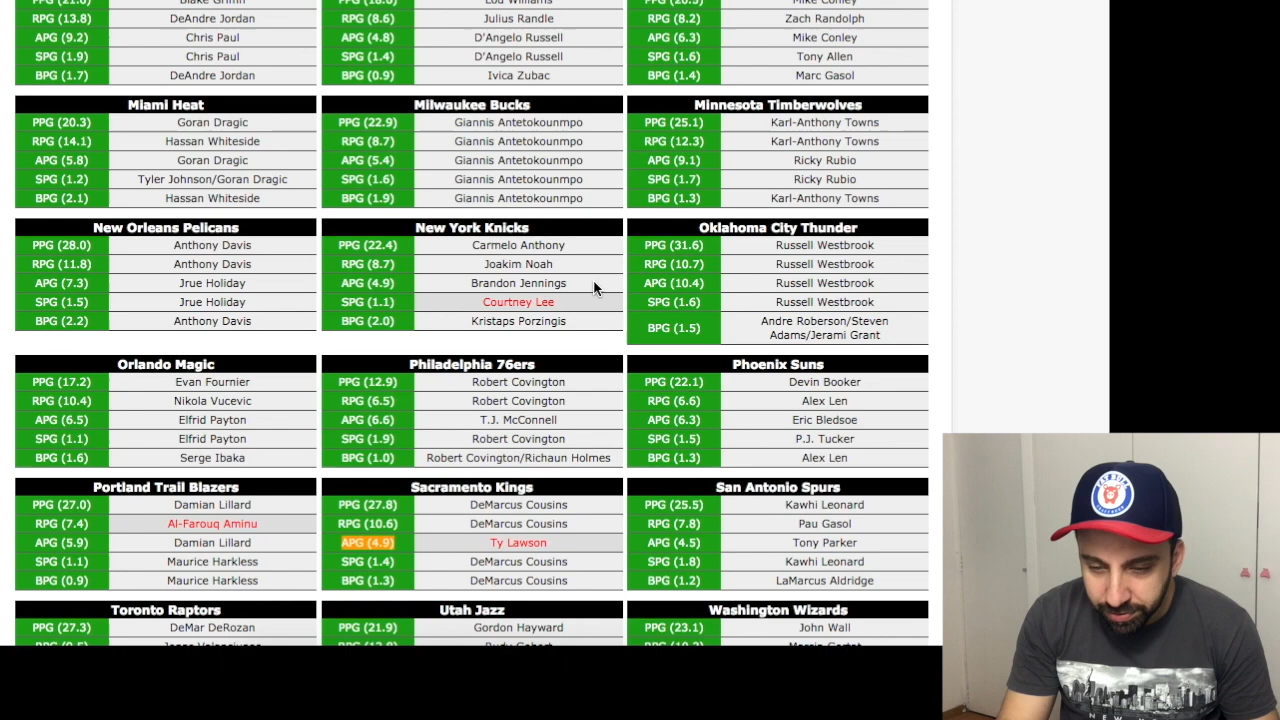 PPG (21.6) Blake Griffin
RPG (13.8) DeAndre Jordan
APG (9.2) Chris Paul
SPG (1.9) Chris Paul
BPG (1.7) DeAndre Jordan
Lou Williams
RPG (8.6) Julius Randle
APG (4.8) D'Angelo Russell
SPG (1.4) D'Angelo Russell
BPG (0.9) Ivica Zubac
Mike Conley
RPG (8.2) Zach Randolph
APG (6.3) Mike Conley
SPG (1.6) Tony Allen
BPG (1.4) Marc Gasol
Miami Heat
PPG (20.3) Goran Dragic
RPG (14.1) Hassan Whiteside
APG (5.8) Goran Dragic
SPG (1.2) Tyler Johnson/Goran Dragic
BPG (2.1) Hassan Whiteside
Milwaukee Bucks
PPG (22.9) Giannis Antetokounmpo
RPG (8.7) Giannis Antetokounmpo
APG (5.4) Giannis Antetokounmpo
SPG (1.6) Giannis Antetokounmpo
BPG (1.9) Giannis Antetokounmpo
Minnesota Timberwolves
PPG (25.1) Karl-Anthony Towns
RPG (12.3) Karl-Anthony Towns
APG (9.1) Ricky Rubio
SPG (1.7) Ricky Rubio
BPG (1.3) Karl-Anthony Towns
New Orleans Pelicans
PPG (28.0) Anthony Davis
RPG (11.8) Anthony Davis
APG (7.3) Jrue Holiday
SPG (1.5) Jrue Holiday
BPG (2.2) Anthony Davis
New York Knicks
PPG (22.4) Carmelo Anthony
RPG (8.7) Joakim Noah
APG (4.9) Brandon Jennings
SPG (1.1) Courtney Lee
BPG (2.0) Kristaps Porzingis
Oklahoma City Thunder
PPG (31.6) Russell Westbrook
RPG (10.7) Russell Westbrook
APG (10.4) Russell Westbrook
SPG (1.6) Russell Westbrook
BPG (1.5) Andre Roberson/Steven
Adams/Jerami Grant
Orlando Magic
PPG (17.2) Evan Fournier
RPG (10.4) Nikola Vucevic
APG (6.5) Elfrid Payton
SPG (1.1) Elfrid Payton
BPG (1.6) Serge Ibaka
Philadelphia 76ers
PPG (12.9) Robert Covington
RPG (6.5) Robert Covington
APG (6.6) T.J. McConnell
SPG (1.9) Robert Covington
BPG (1.0) Robert Covington/Richaun Holmes
Phoenix Suns
PPG (22.1) Devin Booker
RPG (6.6) Alex Len
APG (6.3) Eric Bledsoe
SPG (1.5) P.J. Tucker
BPG (1.3) Alex Len
Portland Trail Blazers
PPG (27.0) Damian Lillard
RPG (7.4) Al-Farouq Aminu
APG (5.9) Damian Lillard
SPG (1.1) Maurice Harkless
BPG (0.9) Maurice Harkless
Sacramento Kings
PPG (27.8) DeMarcus Cousins
RPG (10.6) DeMarcus Cousins
APG (4.9) Ty Lawson
SPG (1.4) DeMarcus Cousins
BPG (1.3) DeMarcus Cousins
San Antonio Spurs
PPG (25.5) Kawhi Leonard
RPG (7.8) Pau Gasol
APG (4.5) Tony Parker
SPG (1.8) Kawhi Leonard
BPG (1.2) LaMarcus Aldridge
Toronto Raptors
PPG (27.3) DeMar DeRozan
Utah Jazz
PPG (21.9) Gordon Hayward
Washington Wizards
PPG (23.1) John Wall